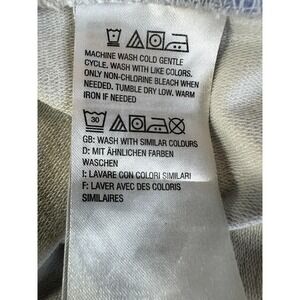 MACHINE WASH COLD GENTLE
CYCLE. WASH WITH LIKE COLORS.
ONLY NON-CHLORINE BLEACH WHEN
NEEDED. TUMBLE DRY LOW. WARM
IRON IF NEEDED
30
GB: WASH WITH SIMILAR COLOURS
D: MIT ÄHNLICHEN FARBEN
WASCHEN
I: LAVARE CON COLORI SIMILARI
F: LAVER AVEC DES COLORIS
SIMILAIRES